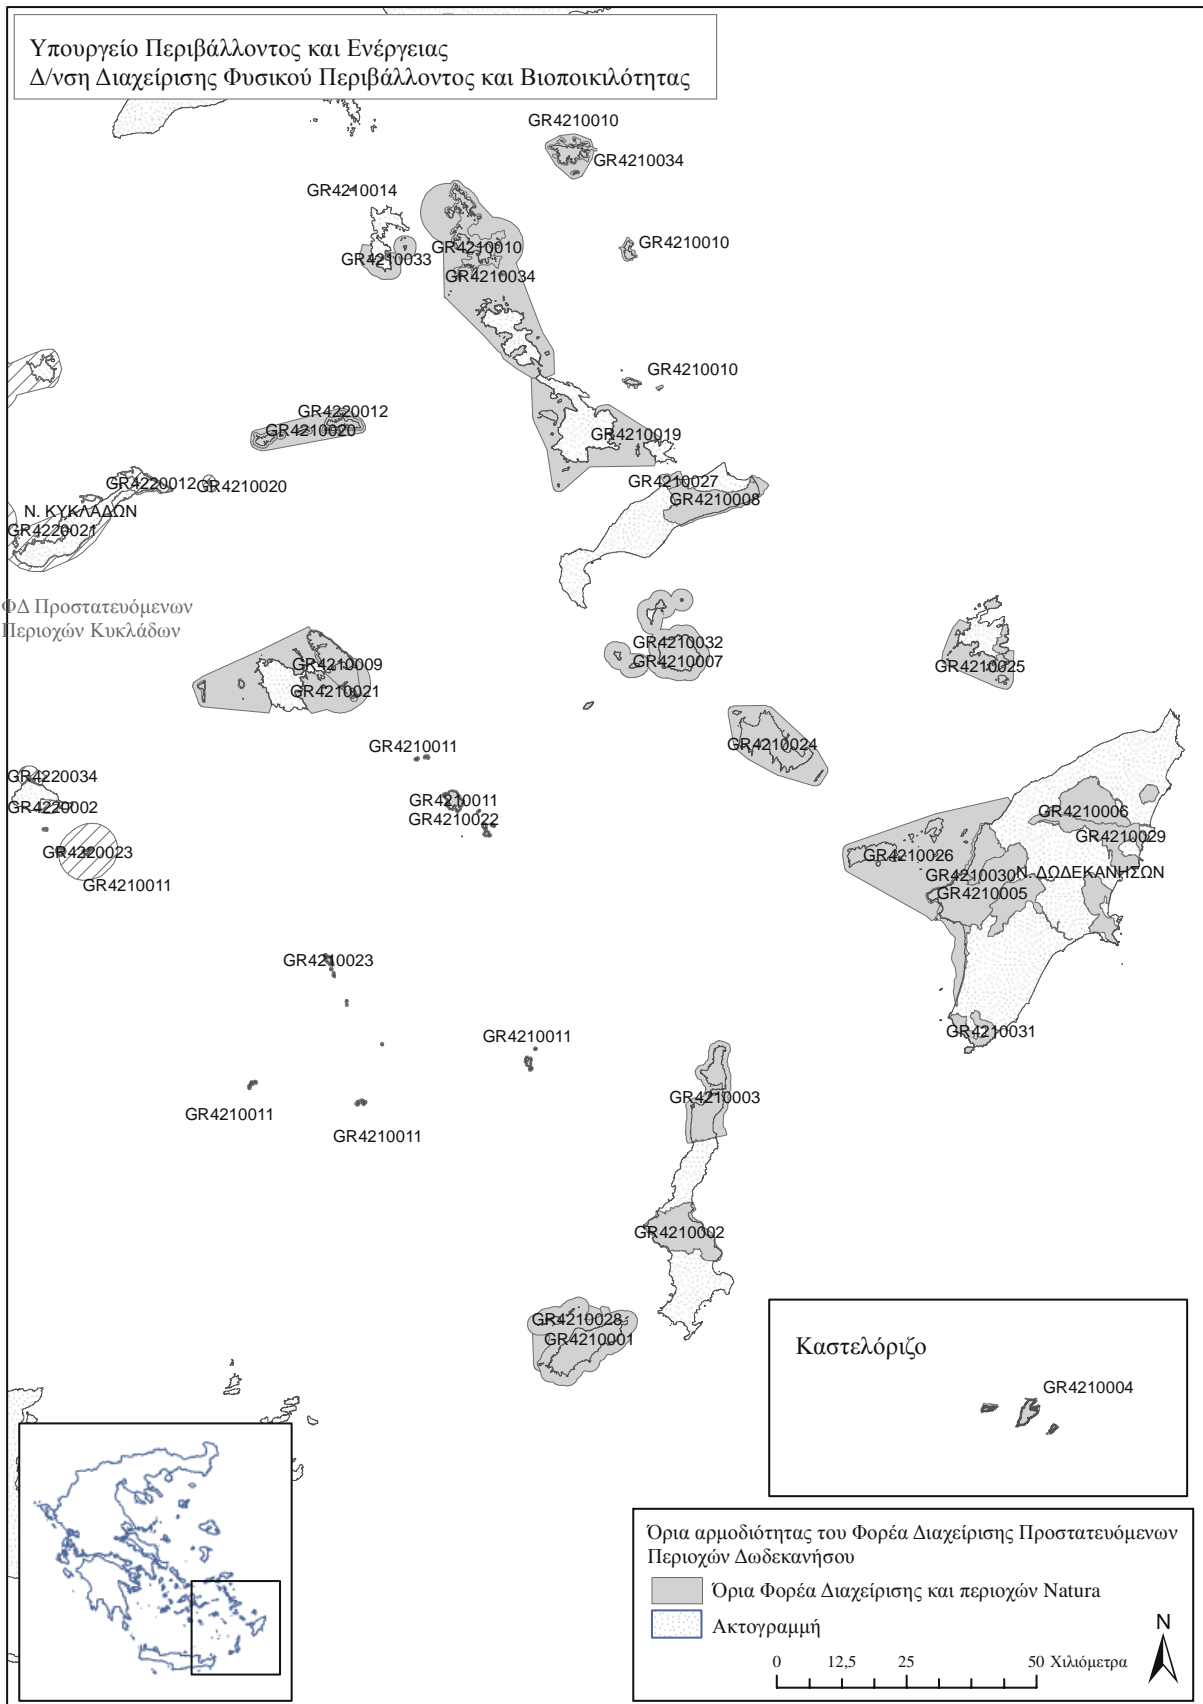 Υπουργείο Περιβάλλοντος και Ενέργειας
Δ/νση Διαχείρισης Φυσικού Περιβάλλοντος και Βιοποικιλότητας
GR4210010
GR4210034
GR4210014
GR4210010
GR4210010
GR4210033
GR4210034
GR4210010
GR4220012
GR4210020
GR4210019
GR4220012
GR4210020
GR4210027
GR4210008
Ν. ΚΥΚΛΑΔΩΝ
GR4220021
ΦΔ Προστατευόμενων
Περιοχών Κυκλάδων
GR4210032
GR4210007
GR4210009
GR4210021
GR4210025
GR4210011
GR4210024
GR4220034
GR4220002
GR4210011
GR4210022
GR4210006
GR4210029
GR4220023
GR4210011
GR4210026
GR4210030
Ν. ΔΩΔΕΚΑΝΗΣΩΝ
GR4210005
GR4210023
GR4210011
GR4210031
GR4210003
GR4210011
GR4210011
GR4210002
GR4210028
GR4210001
Καστελόριζο
GR4210004
Όρια αρμοδιότητας του Φορέα Διαχείρισης Προστατευόμενων
Περιοχών Δωδεκανήσου
Όρια Φορέα Διαχείρισης και περιοχών Natura
Ακτογραμμή
N
0 12,5 25 50 Χιλιόμετρα